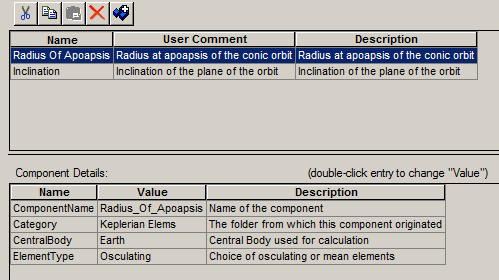 Name User Comment Description
Radius Of Apoapsis Radius at apoapsis of the conic orbit Radius at apoapsis of the conic orbit
Inclination Inclination of the plane of the orbit Inclination of the plane of the orbit
Component Details: (double-click entry to change "Value")
Name Value Description
ComponentName Radius_Of_Apoapsis Name of the component
Category Keplerian Elems The folder from which this component originated
CentralBody Earth Central Body used for calculation
ElementType Osculating Choice of osculating or mean elements